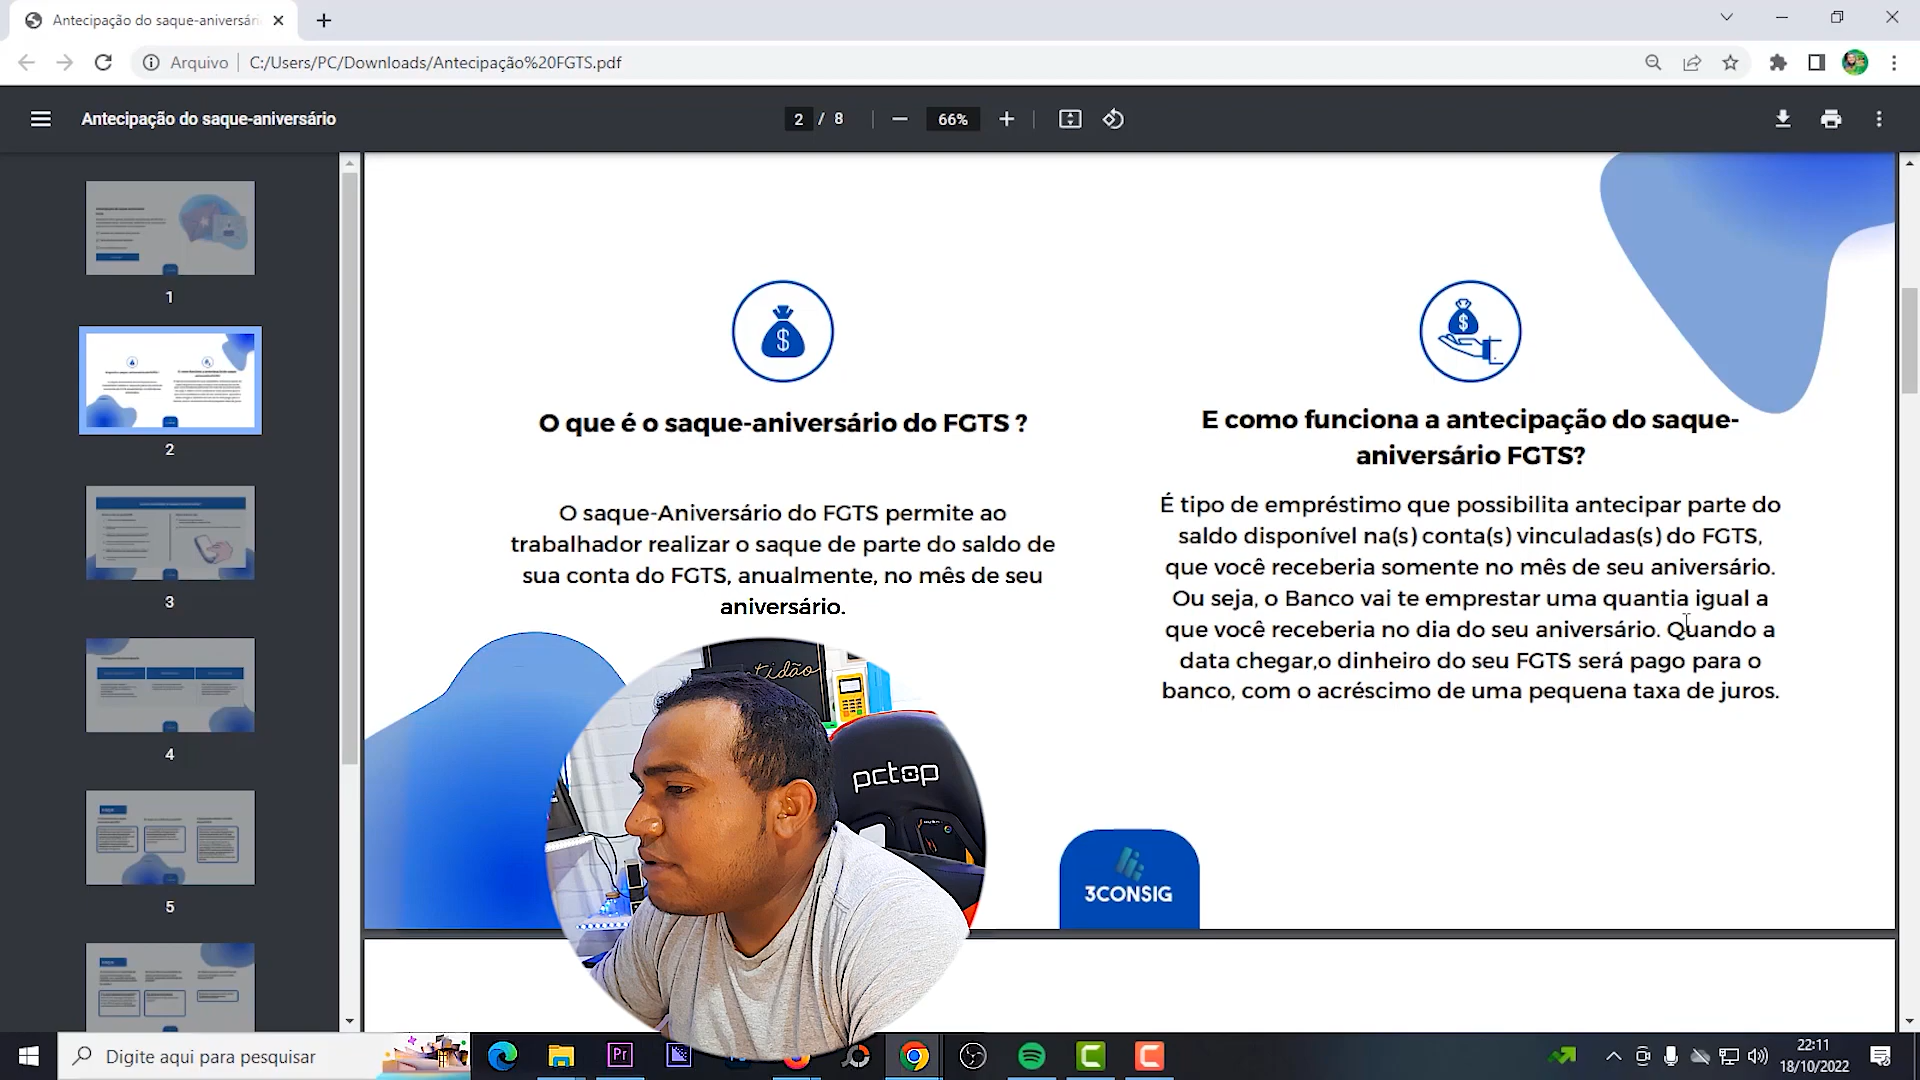 Antecipação do saque-aniversári
Arquivo
C:/Users/PC/Downloads/Antecipação%20FGTS.pdf
Antecipação do saque-aniversário
2 / 8
66%
1
2
3
4
5
O que é o saque-aniversário do FGTS ?
O saque-Aniversário do FGTS permite ao
trabalhador realizar o saque de parte do saldo de
sua conta do FGTS, anualmente, no mês de seu
aniversário.
E como funciona a antecipação do saque-
aniversário FGTS?
É tipo de empréstimo que possibilita antecipar parte do
saldo disponível na(s) conta(s) vinculadas(s) do FGTS,
que você receberia somente no mês de seu aniversário.
Ou seja, o Banco vai te emprestar uma quantia igual a
que você receberia no dia do seu aniversário. Quando a
data chegar,o dinheiro do seu FGTS será pago para o
banco, com o acréscimo de uma pequena taxa de juros.
tidão
pctop
3CONSIG
Digite aqui para pesquisar
Pr
22:11
18/10/2022